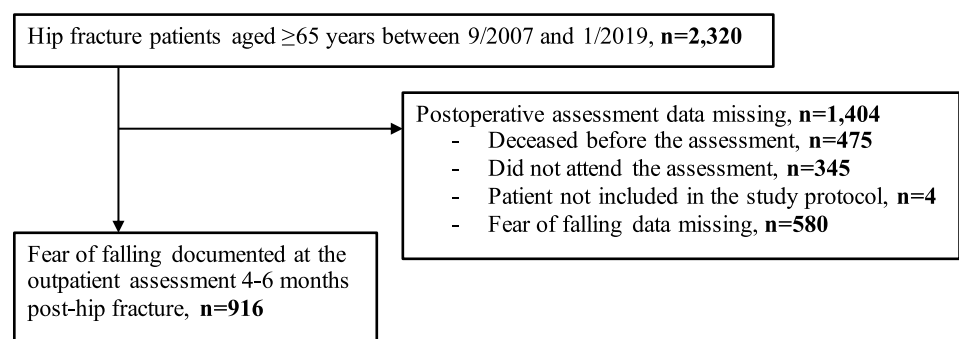 Hip fracture patients aged ≥65 years between 9/2007 and 1/2019, n=2,320
Postoperative assessment data missing, n=1,404
- Deceased before the assessment, n=475
- Did not attend the assessment, n=345
- Patient not included in the study protocol, n=4
- Fear of falling data missing, n=580
Fear of falling documented at the
outpatient assessment 4-6 months
post-hip fracture, n=916